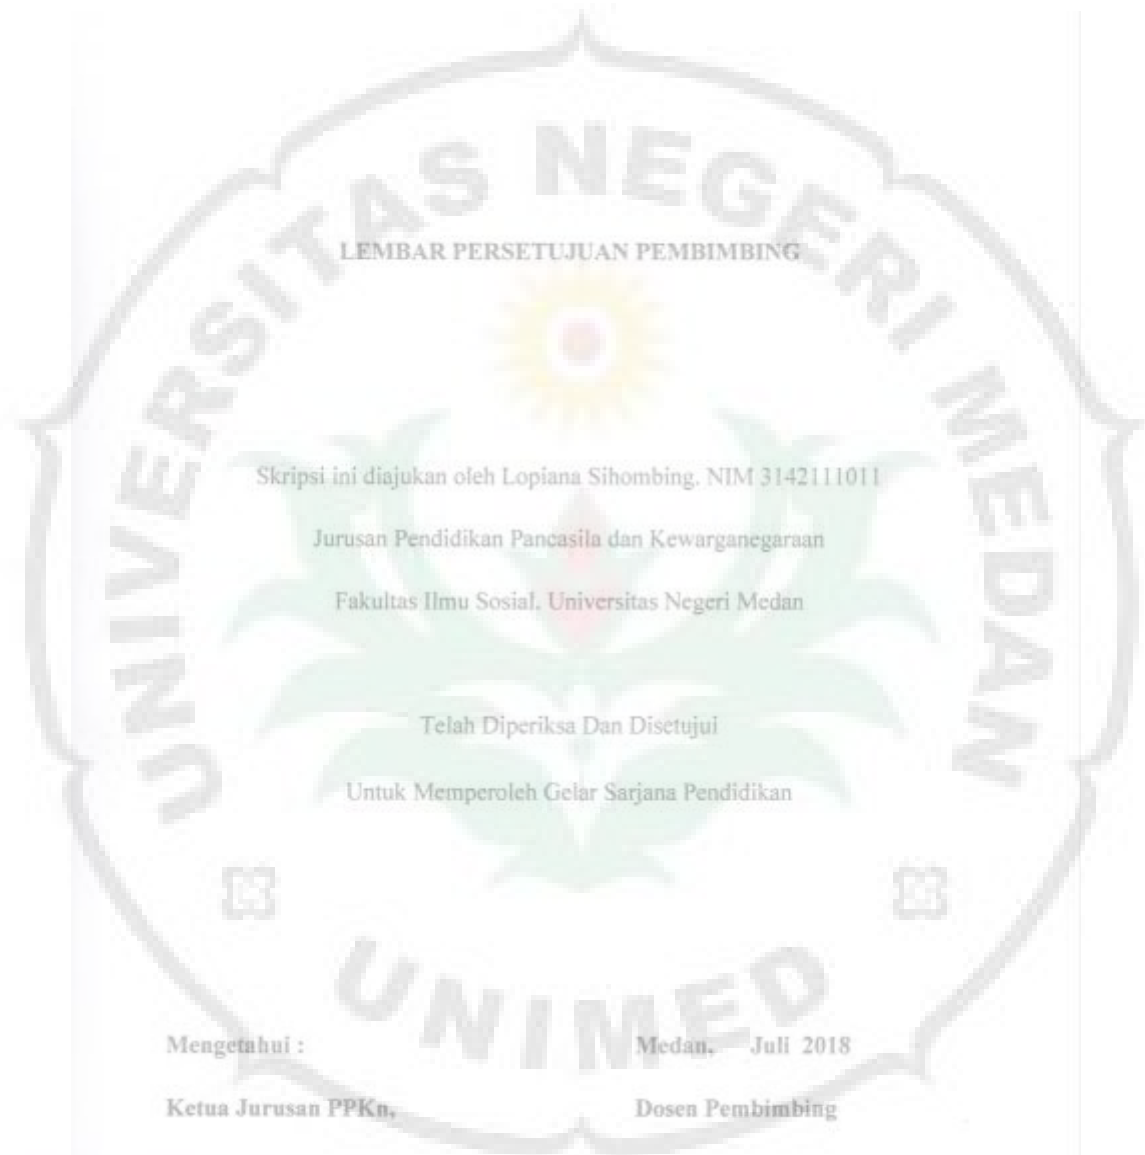 UNIVERSITAS NEGERI MEDAN
LEMBAR PERSETUJUAN PEMBIMBING
Skripsi ini diajukan oleh Lopiana Sihombing. NIM 3142111011
Jurusan Pendidikan Pancasila dan Kewarganegaraan
Fakultas Ilmu Sosial. Universitas Negeri Medan
Telah Diperiksa Dan Disetujui
Untuk Memperoleh Gelar Sarjana Pendidikan
UNIMED
Mengetahui : Medan, Juli 2018
Ketua Jurusan PPKn, Dosen Pembimbing